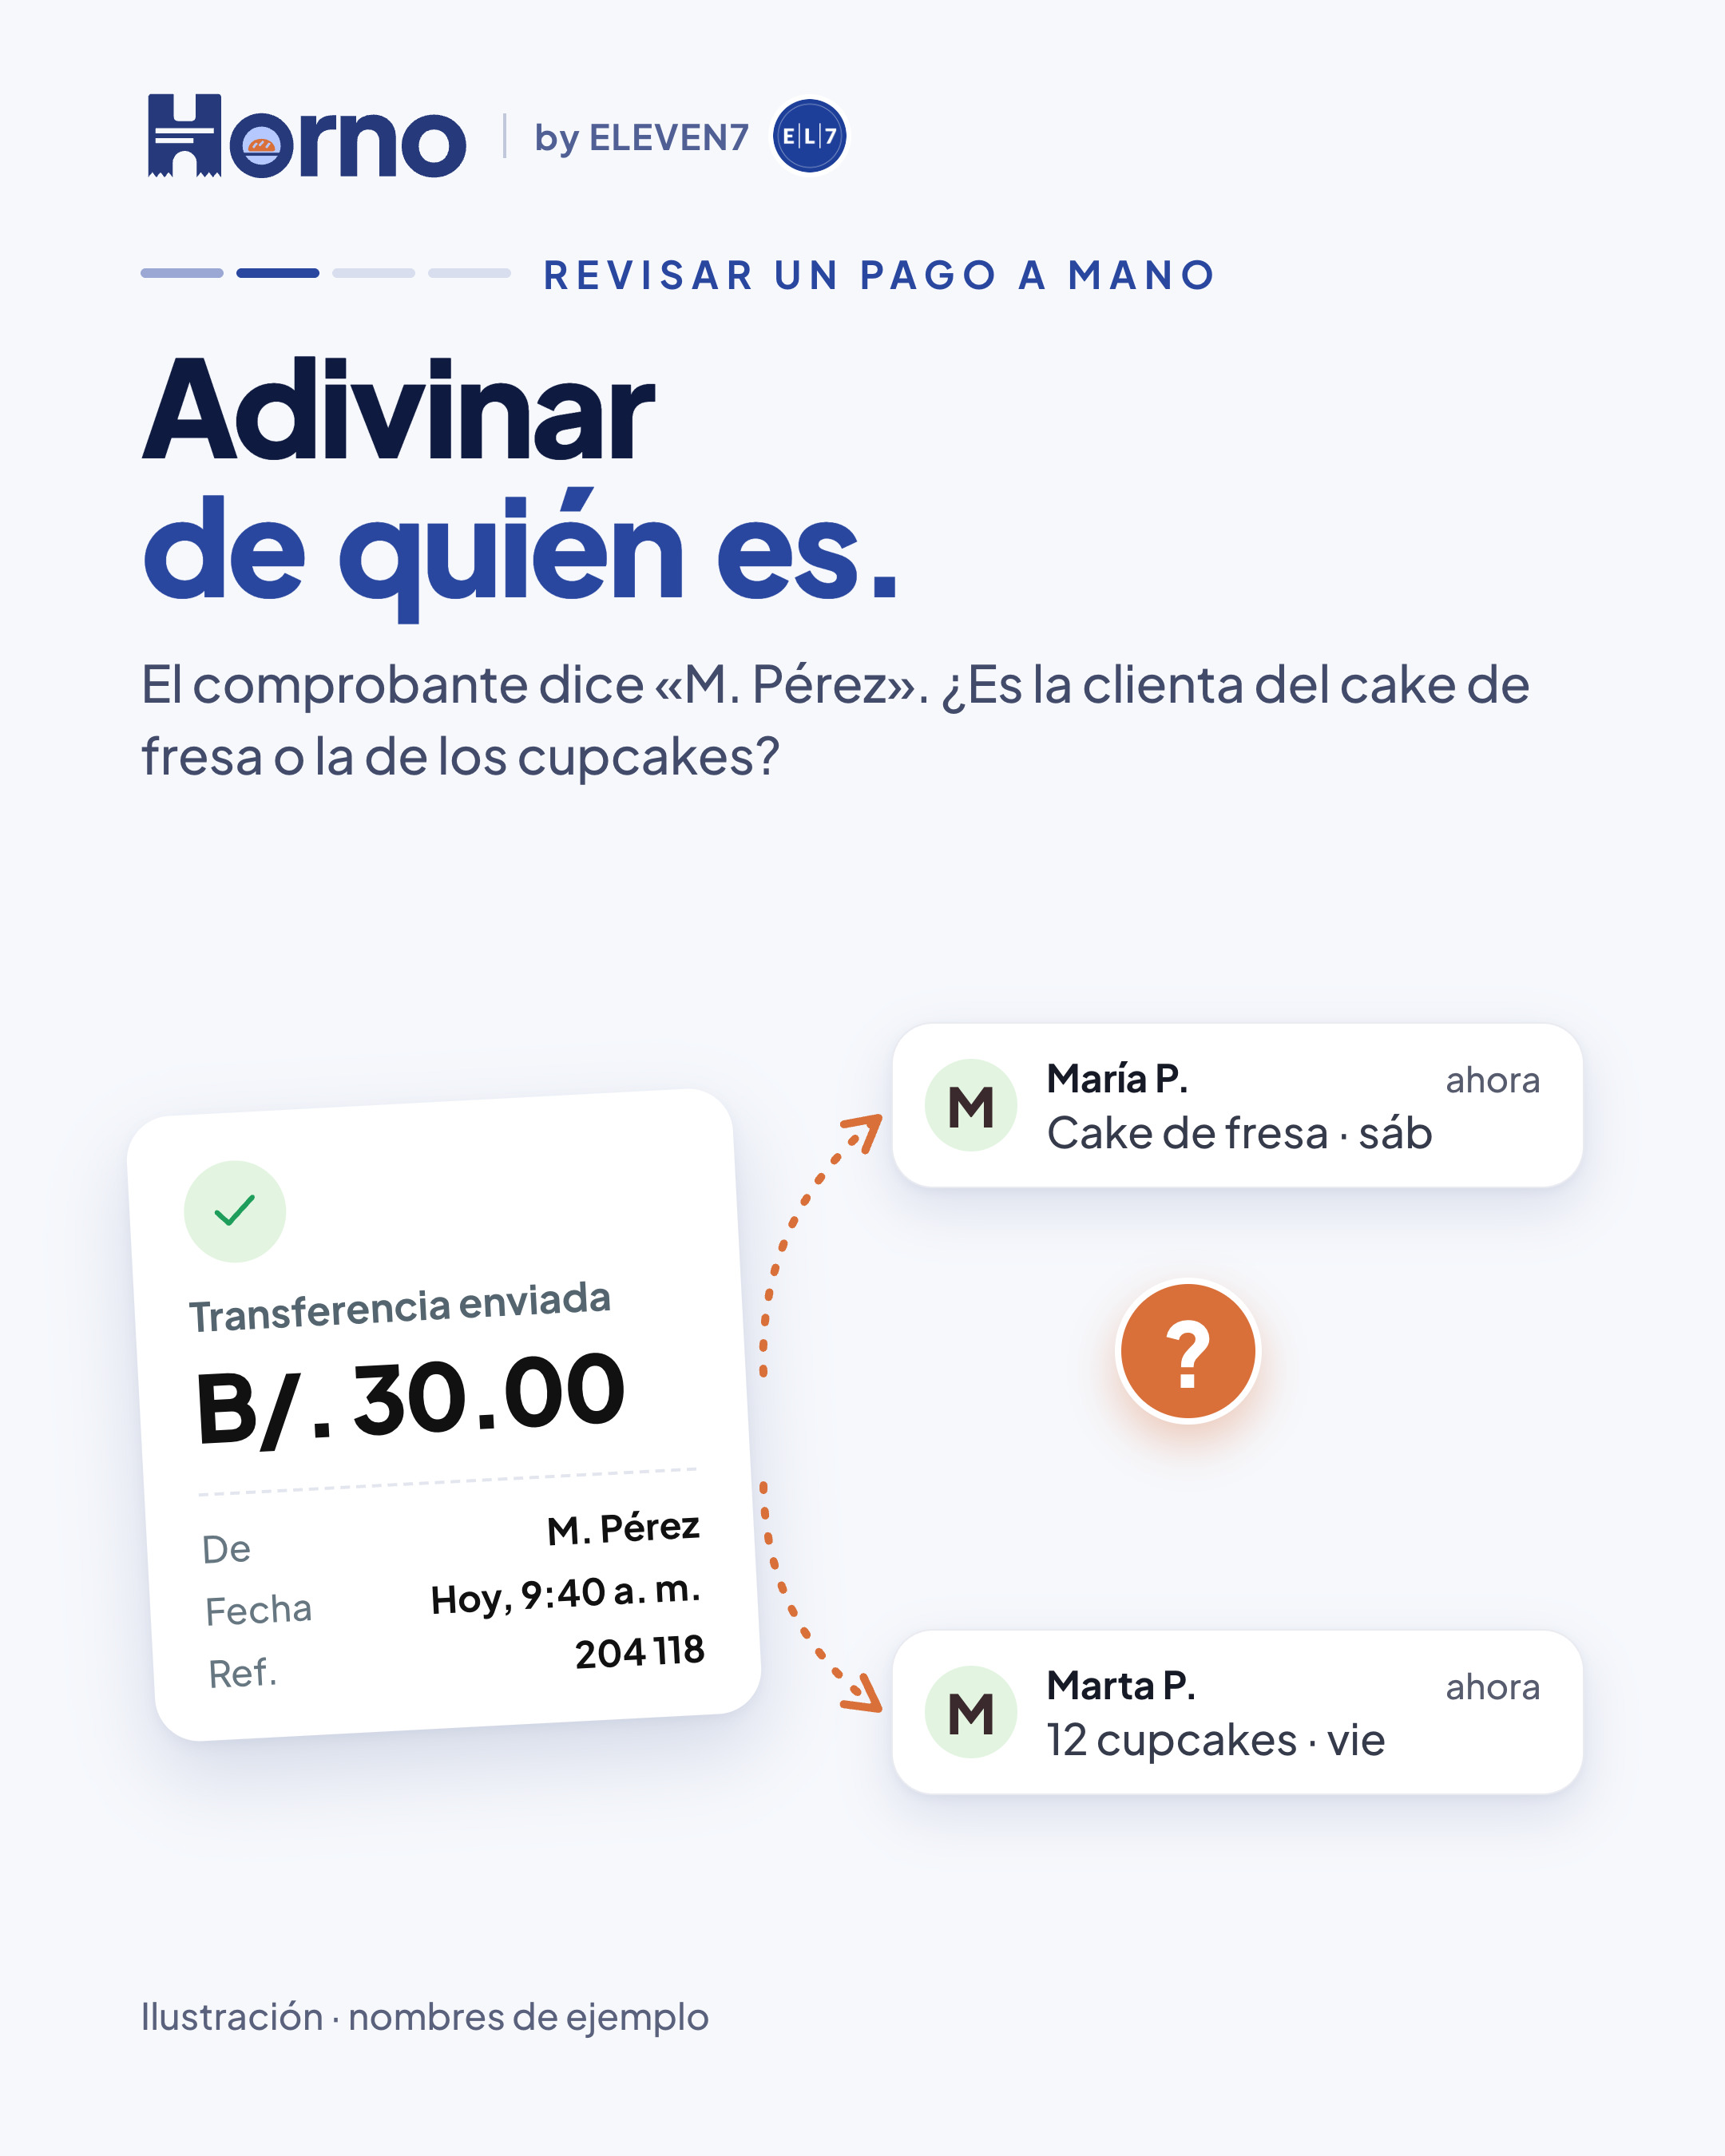 Horno
by ELEVEN7
E|L|7
REVISAR UN PAGO A MANO
Adivinar
de quién es.
El comprobante dice «M. Pérez». ¿Es la clienta del cake de
fresa o la de los cupcakes?
Transferencia enviada
B/. 30.00
De M. Pérez
Fecha Hoy, 9:40 a. m.
Ref. 204 118
M
María P. ahora
Cake de fresa · sáb
?
M
Marta P. ahora
12 cupcakes · vie
Ilustración · nombres de ejemplo